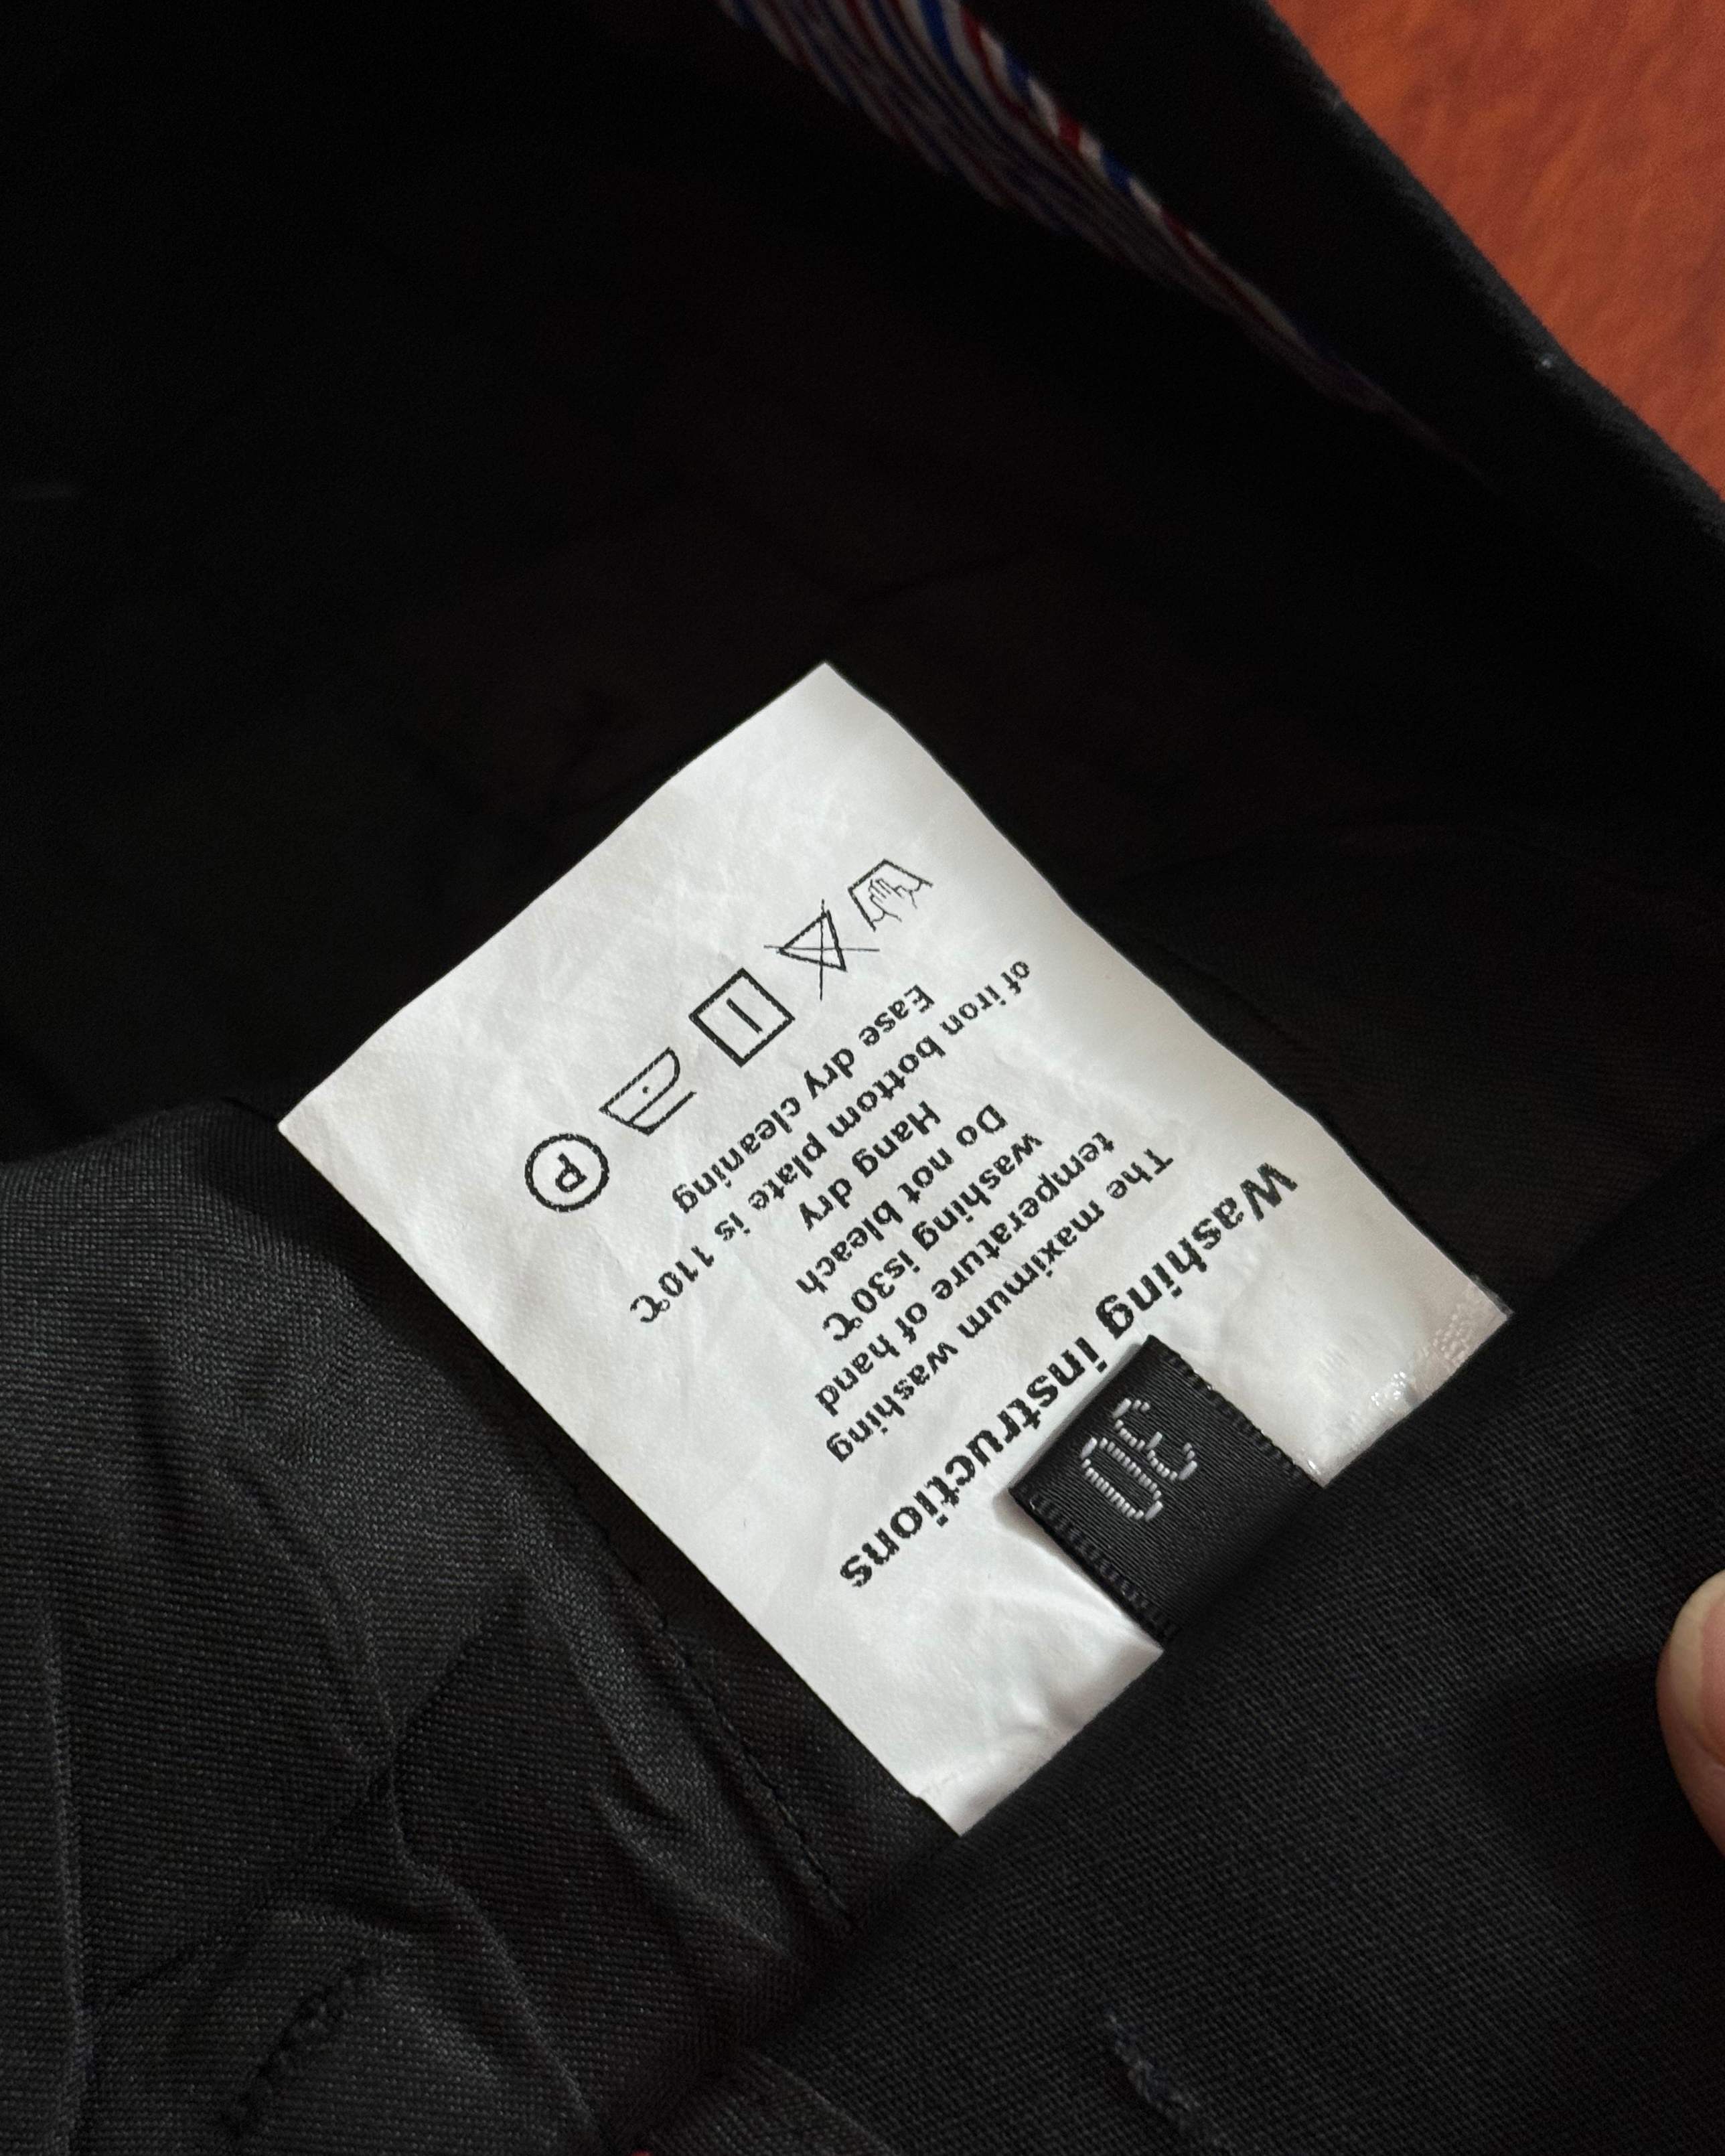 30
Washing instructions
The maximum washing
temperature of hand
washing is30℃
Do not bleach
Hang dry
of iron bottom plate is 110℃
Ease dry cleaning
P